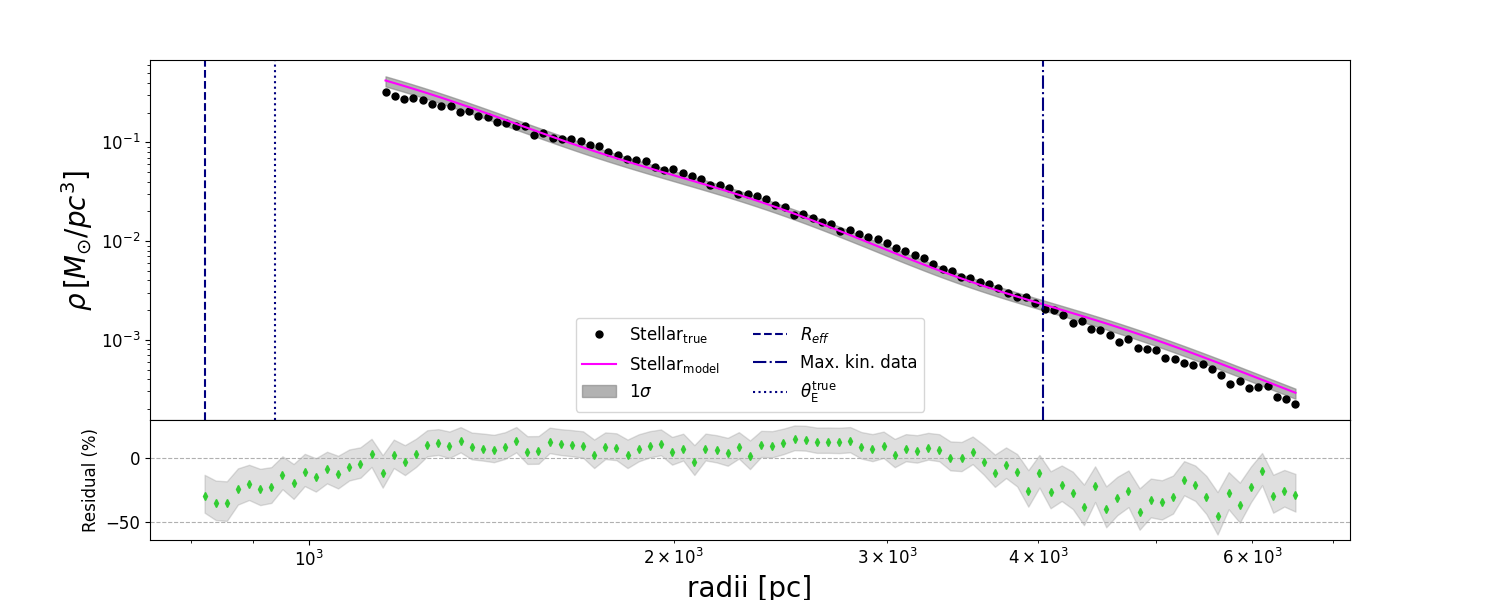 ρ [M⊙/pc³]
10⁻¹
10⁻²
10⁻³
Stellar_true
Stellar_model
1σ
R_eff
Max. kin. data
θ_E^true
Residual (%)
0
−50
10³
2 × 10³
3 × 10³
4 × 10³
6 × 10³
radii [pc]